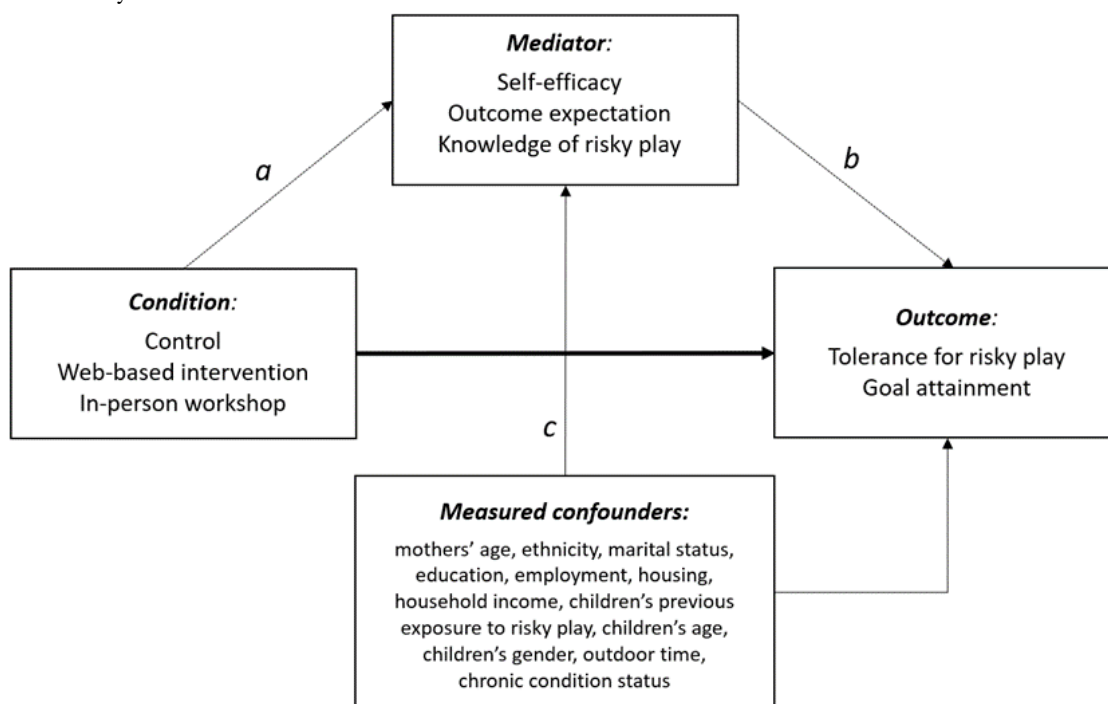 Mediator:
Self-efficacy
Outcome expectation
Knowledge of risky play
a
b
Condition:
Control
Web-based intervention
In-person workshop
Outcome:
Tolerance for risky play
Goal attainment
c
Measured confounders:
mothers’ age, ethnicity, marital status,
education, employment, housing,
household income, children’s previous
exposure to risky play, children’s age,
children’s gender, outdoor time,
chronic condition status